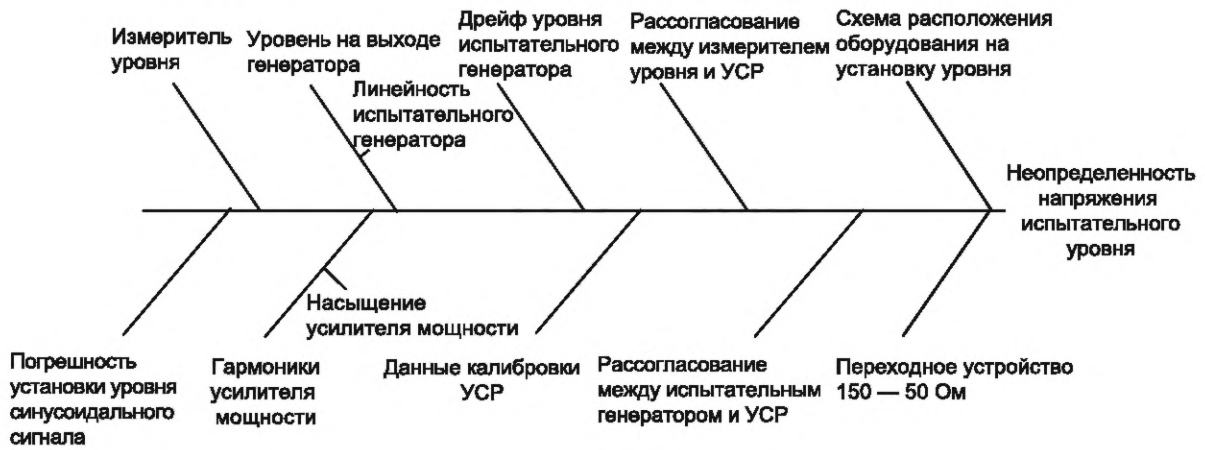 Измеритель
уровня
Уровень на выходе
генератора
Линейность
испытательного
генератора
Дрейф уровня
испытательного
генератора
Рассогласование
между измерителем
уровня и УСР
Схема расположения
оборудования на
установку уровня
Неопределенность
напряжения
испытательного
уровня
Погрешность
установки уровня
синусоидального
сигнала
Гармоники
усилителя
мощности
Насыщение
усилителя мощности
Данные калибровки
УСР
Рассогласование
между испытательным
генератором и УСР
Переходное устройство
150 — 50 Ом